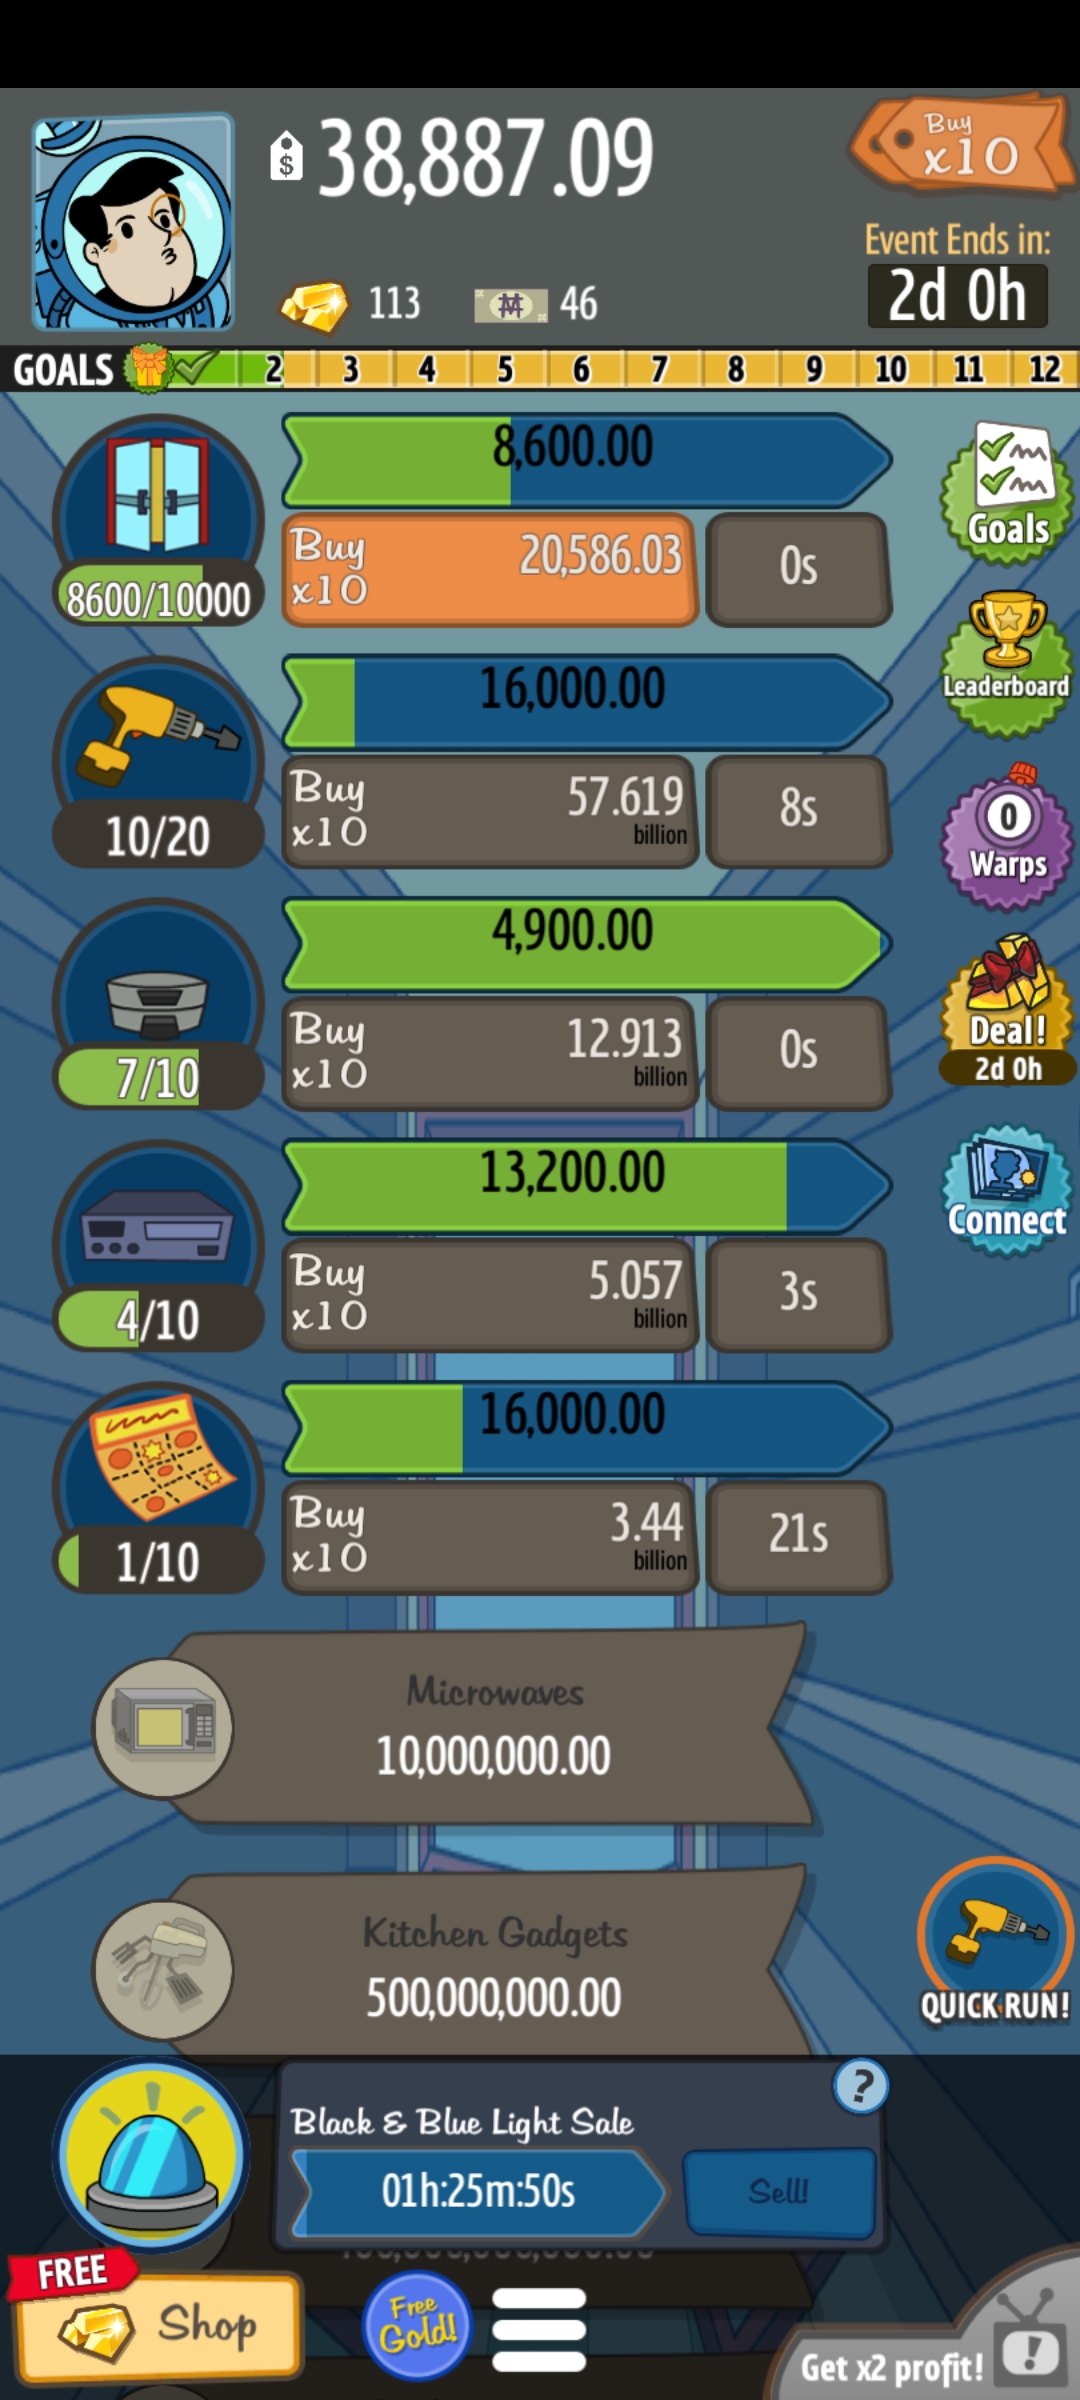 $ 38,887.09
Buy
x10
Event Ends in:
2d 0h
113
46
GOALS 2 3 4 5 6 7 8 9 10 11 12
8,600.00
8600/10000
Buy
x10
20,586.03
0s
Goals
16,000.00
10/20
Buy
x10
57.619
billion
8s
Leaderboard
0
Warps
4,900.00
7/10
Buy
x10
12.913
billion
0s
Deal!
2d 0h
13,200.00
4/10
Buy
x10
5.057
billion
3s
Connect
16,000.00
1/10
Buy
x10
3.44
billion
21s
Microwaves
10,000,000.00
Kitchen Gadgets
500,000,000.00
QUICK RUN!
?
Black & Blue Light Sale
01h:25m:50s
Sell!
FREE
Shop
Free
Gold!
Get x2 profit!